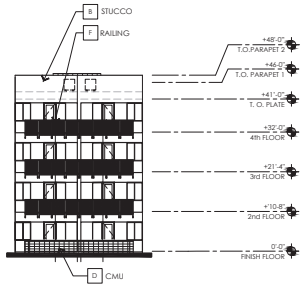 B STUCCO
F RAILING
+48'-0"
T.O.PARAPET 2
+46'-0"
T.O. PARAPET 1
+41'-0"
T. O. PLATE
+32'-0"
4th FLOOR
+21'-4"
3rd FLOOR
+10'-8"
2nd FLOOR
0'-0"
FINISH FLOOR
D CMU